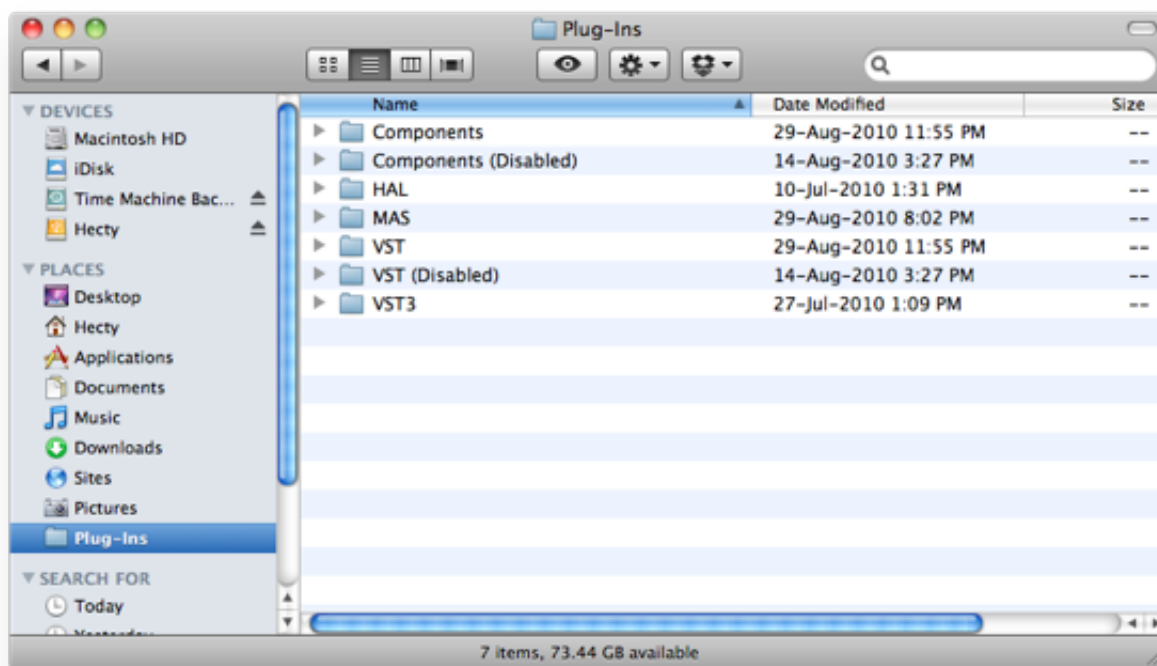 Plug-Ins
Name Date Modified Size
DEVICES
Macintosh HD
iDisk
Time Machine Bac...
Hecty
PLACES
Desktop
Hecty
Applications
Documents
Music
Downloads
Sites
Pictures
Plug-Ins
SEARCH FOR
Today
Components 29-Aug-2010 11:55 PM --
Components (Disabled) 14-Aug-2010 3:27 PM --
HAL 10-Jul-2010 1:31 PM --
MAS 29-Aug-2010 8:02 PM --
VST 29-Aug-2010 11:55 PM --
VST (Disabled) 14-Aug-2010 3:27 PM --
VST3 27-Jul-2010 1:09 PM --
7 items, 73.44 GB available